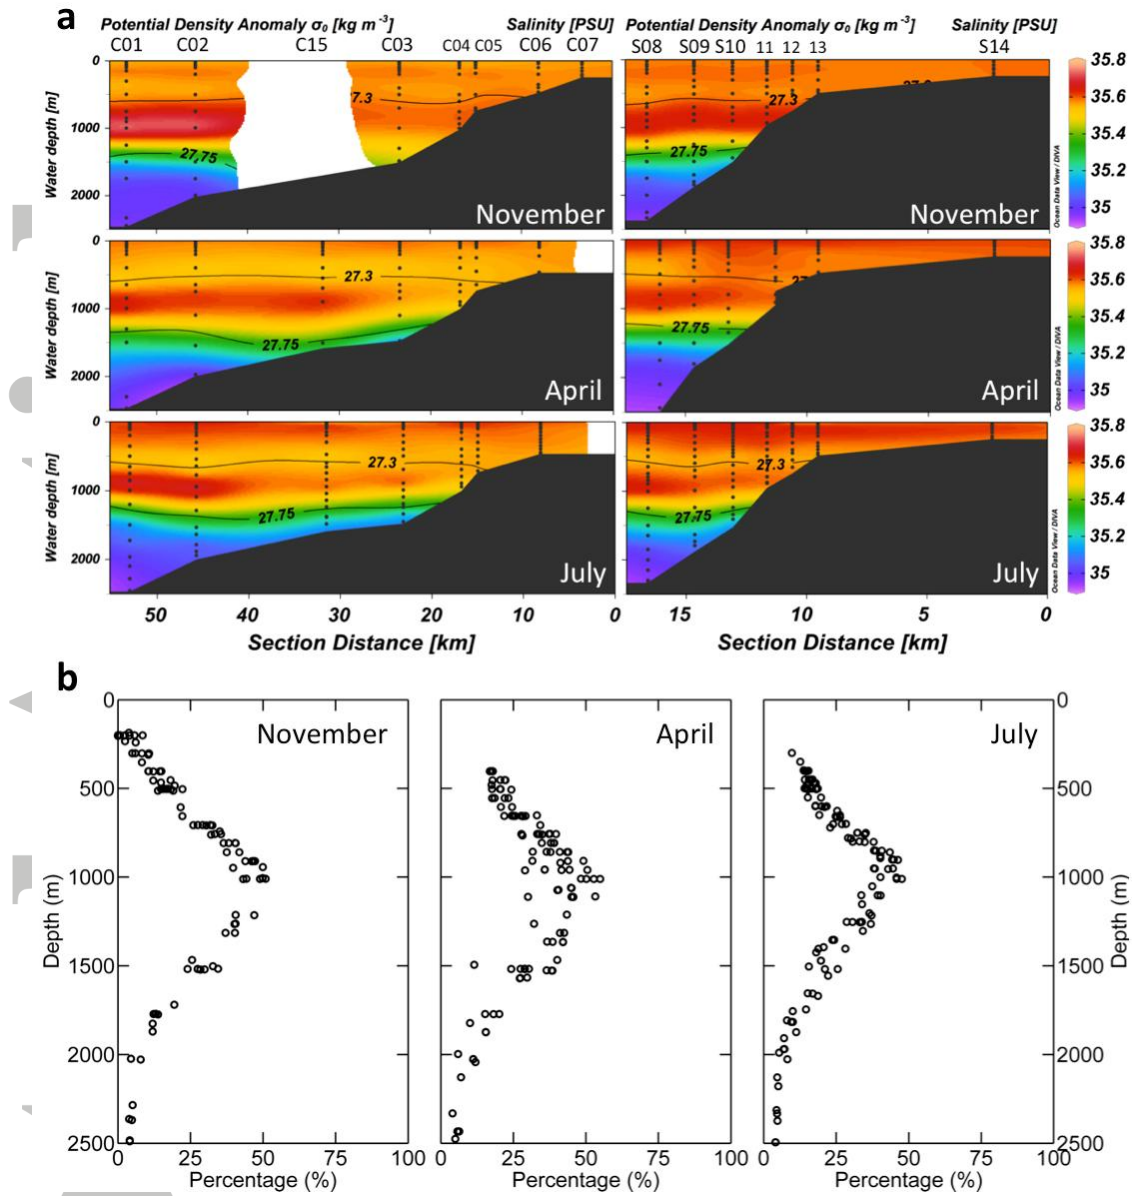 a
Potential Density Anomaly σ₀ [kg m⁻³] Salinity [PSU] Potential Density Anomaly σ₀ [kg m⁻³] Salinity [PSU]
C01 C02 C15 C03 C04 C05 C06 C07 S08 S09 S10 11 12 13 S14
0
1000
2000
Water depth [m]
27.3
27.75
November
27.3
27.75
November
35.8
35.6
35.4
35.2
35
Ocean Data View / DIVA
0
1000
2000
Water depth [m]
27.3
27.75
April
27.75
April
35.8
35.6
35.4
35.2
35
Ocean Data View / DIVA
0
1000
2000
Water depth [m]
27.3
27.75
July
27.3
27.75
July
35.8
35.6
35.4
35.2
35
Ocean Data View / DIVA
50 40 30 20 10 0 15 10 5 0
Section Distance [km] Section Distance [km]
b
0 0
November April July
500 500
1000 1000
Depth (m) Depth (m)
1500 1500
2000 2000
2500 2500
0 25 50 75 100 0 25 50 75 100 0 25 50 75 100
Percentage (%) Percentage (%) Percentage (%)